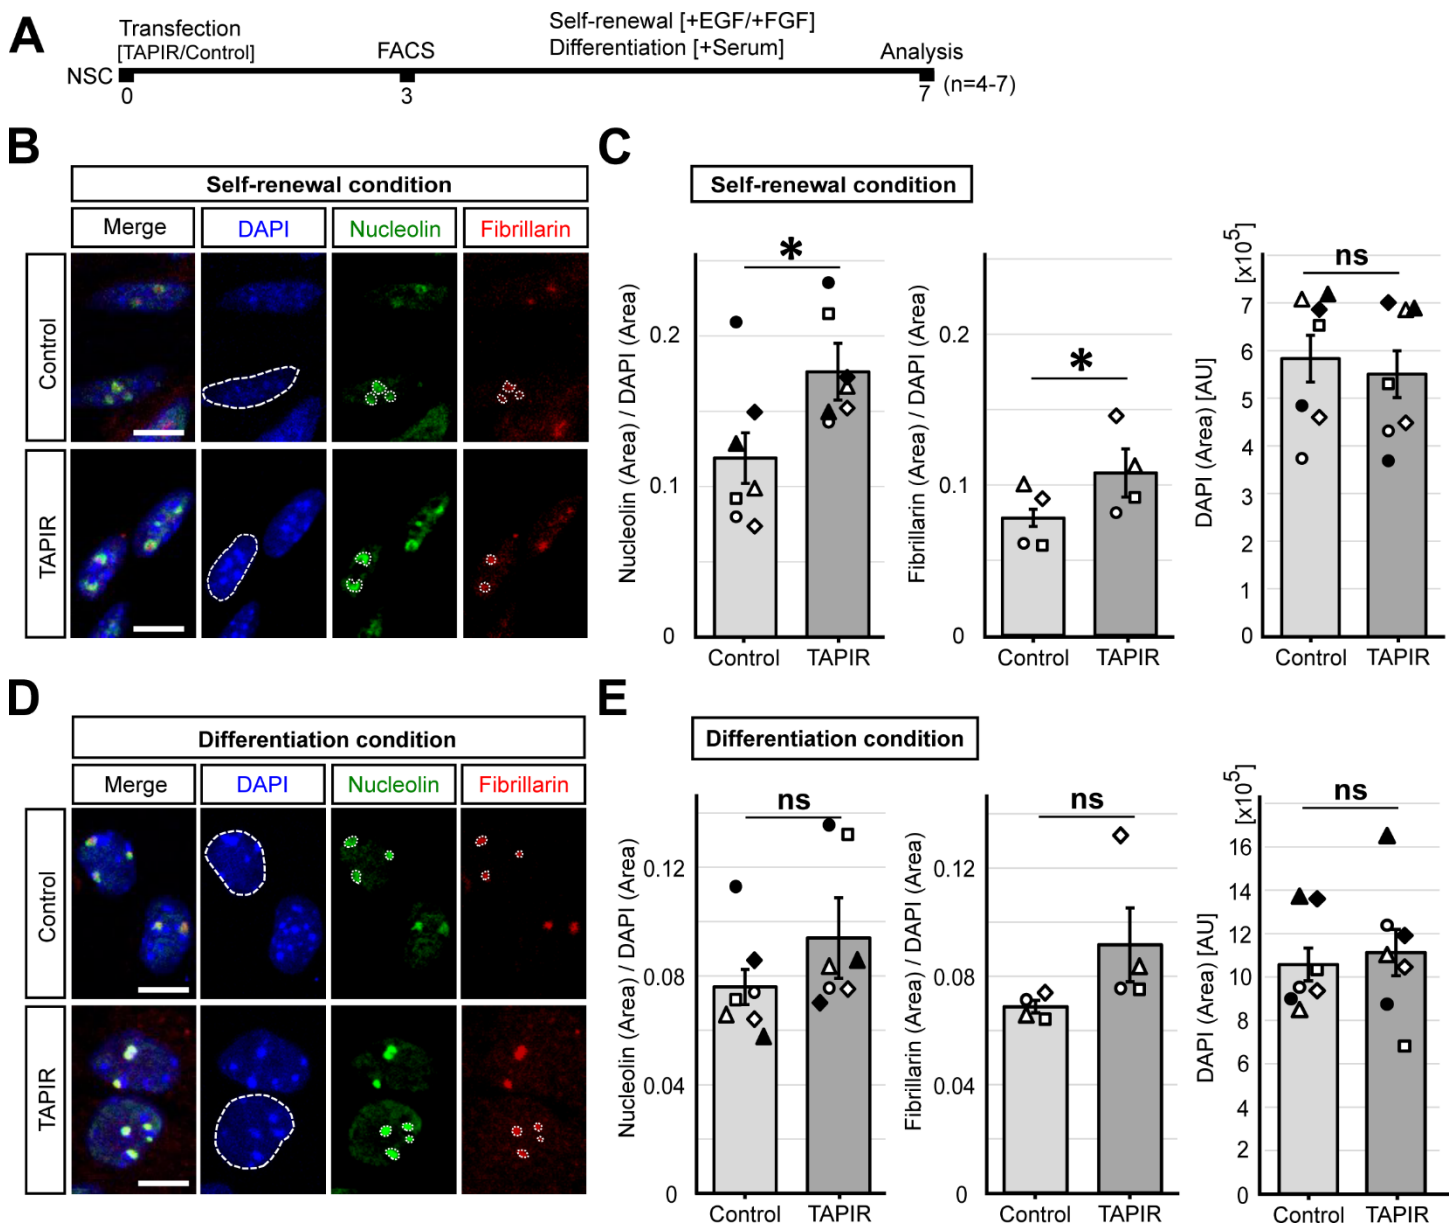 A
Transfection
[TAPIR/Control]
FACS
Self-renewal [+EGF/+FGF]
Differentiation [+Serum]
Analysis
NSC
0
3
7
(n=4-7)
B
Self-renewal condition
Merge
DAPI
Nucleolin
Fibrillarin
Control
TAPIR
C
Self-renewal condition
Nucleolin (Area) / DAPI (Area)
0.2
0.1
0
*
Control
TAPIR
Fibrillarin (Area) / DAPI (Area)
0.2
0.1
0
*
Control
TAPIR
DAPI (Area) [AU]
[x10⁵]
7
6
5
4
3
2
1
0
ns
Control
TAPIR
D
Differentiation condition
Merge
DAPI
Nucleolin
Fibrillarin
Control
TAPIR
E
Differentiation condition
Nucleolin (Area) / DAPI (Area)
0.12
0.08
0.04
0
ns
Control
TAPIR
Fibrillarin (Area) / DAPI (Area)
0.12
0.08
0.04
0
ns
Control
TAPIR
DAPI (Area) [AU]
[x10⁵]
16
14
12
10
8
6
4
2
0
ns
Control
TAPIR